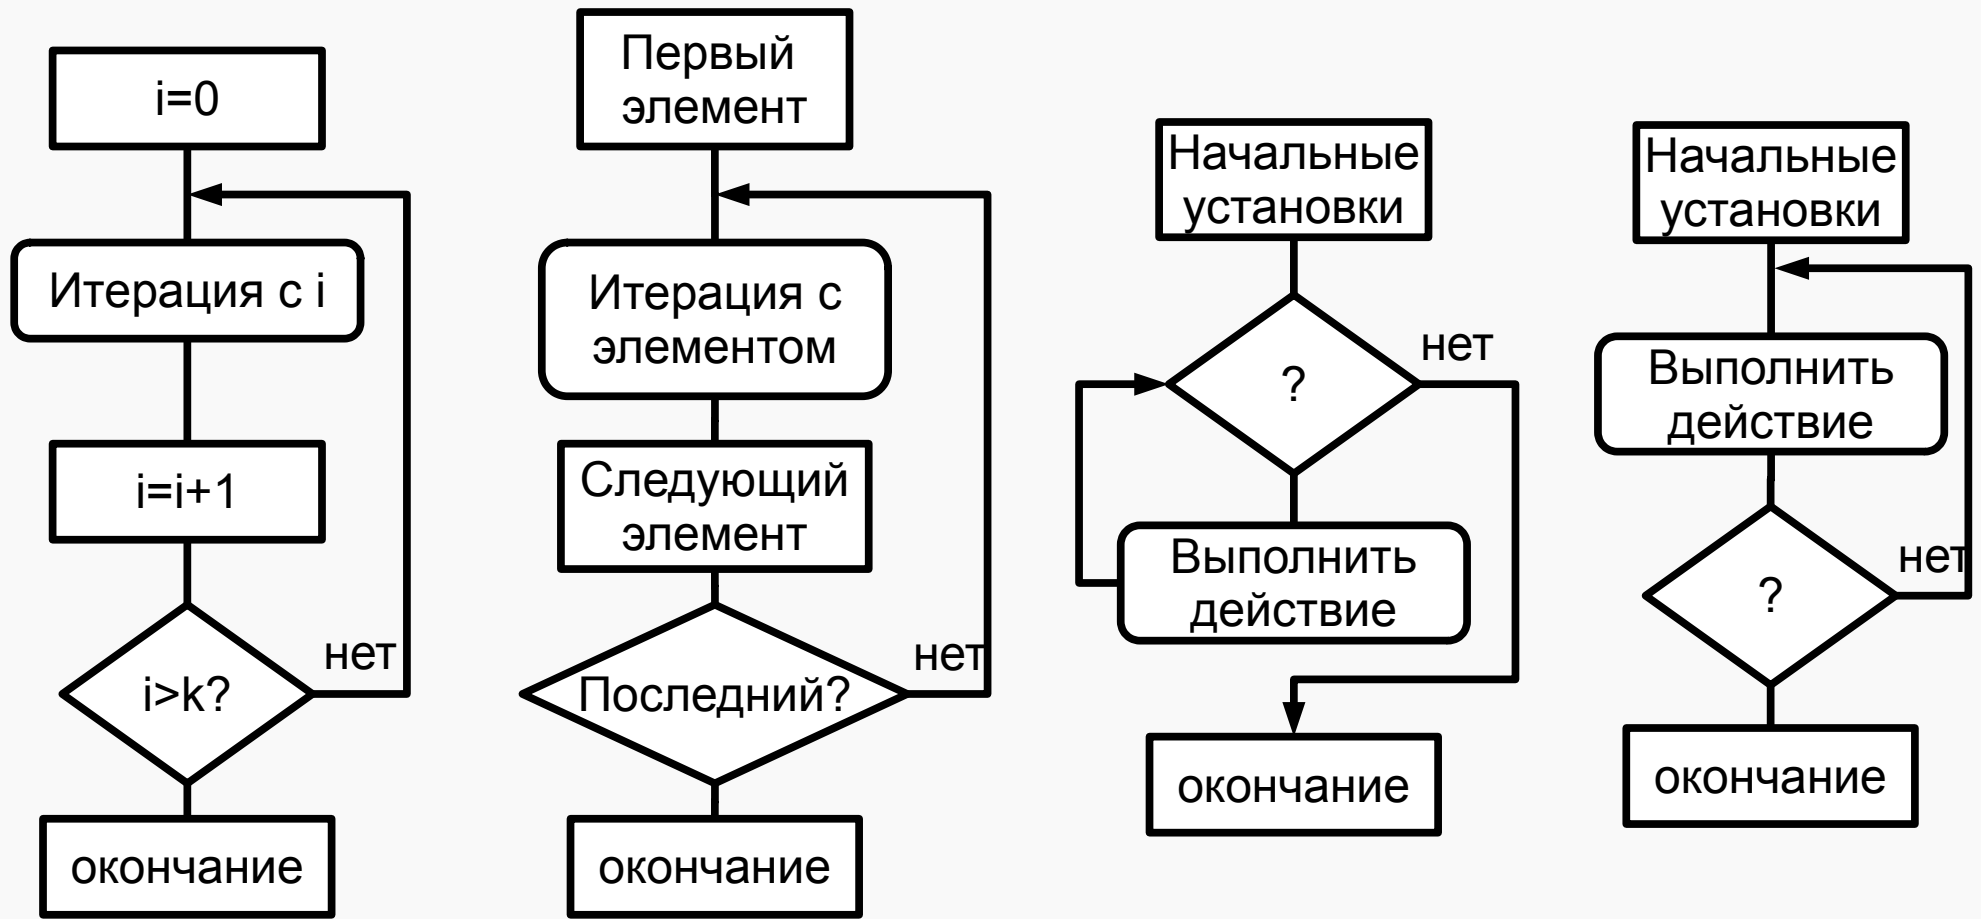 i=0
Итерация с i
i=i+1
i>k?
нет
окончание
Первый
элемент
Итерация с
элементом
Следующий
элемент
Последний?
нет
окончание
Начальные
установки
?
нет
Выполнить
действие
окончание
Начальные
установки
Выполнить
действие
?
нет
окончание